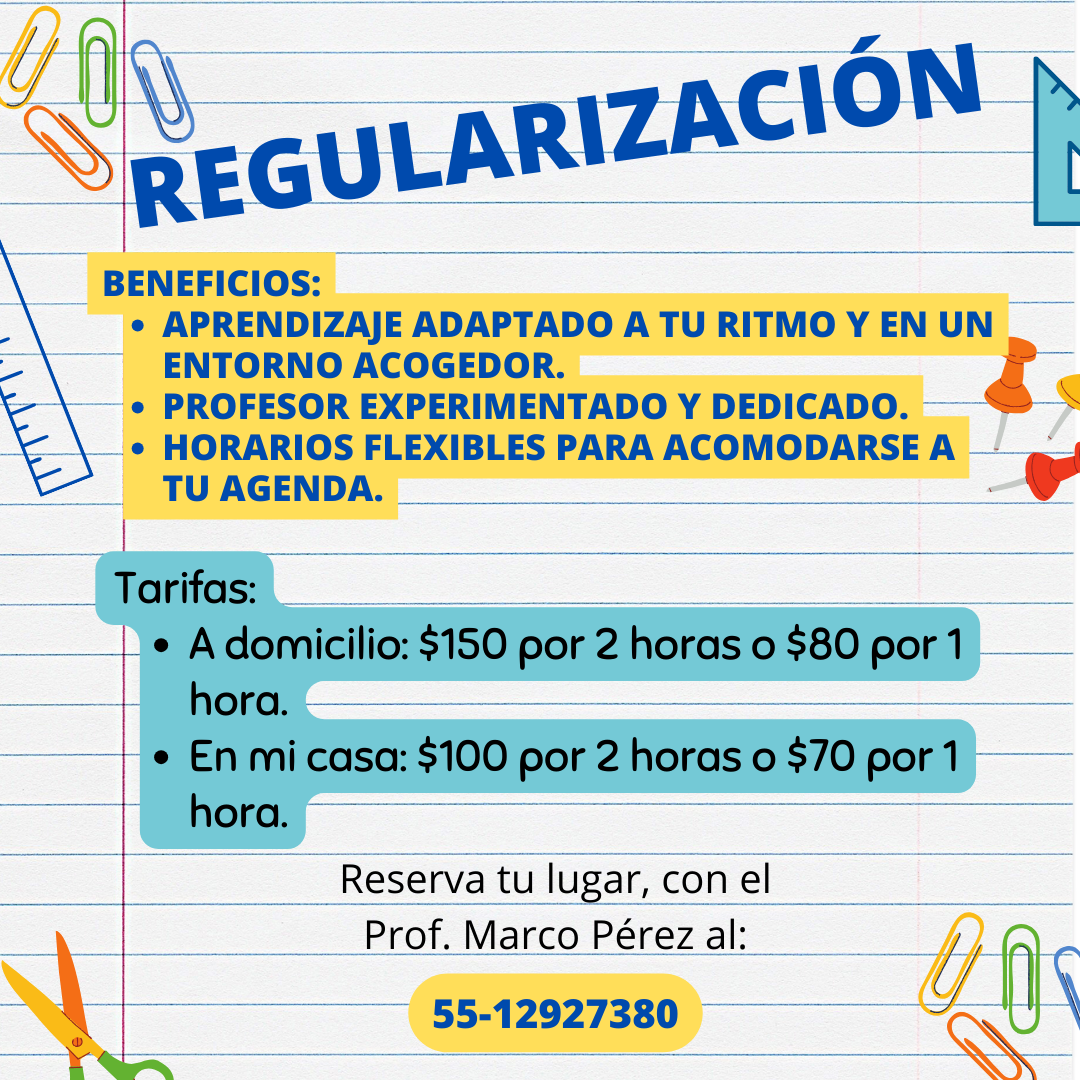 REGULARIZACIÓN
BENEFICIOS:
• APRENDIZAJE ADAPTADO A TU RITMO Y EN UN
ENTORNO ACOGEDOR.
• PROFESOR EXPERIMENTADO Y DEDICADO.
• HORARIOS FLEXIBLES PARA ACOMODARSE A
TU AGENDA.
Tarifas:
• A domicilio: $150 por 2 horas o $80 por 1
hora.
• En mi casa: $100 por 2 horas o $70 por 1
hora.
Reserva tu lugar, con el
Prof. Marco Pérez al:
55-12927380